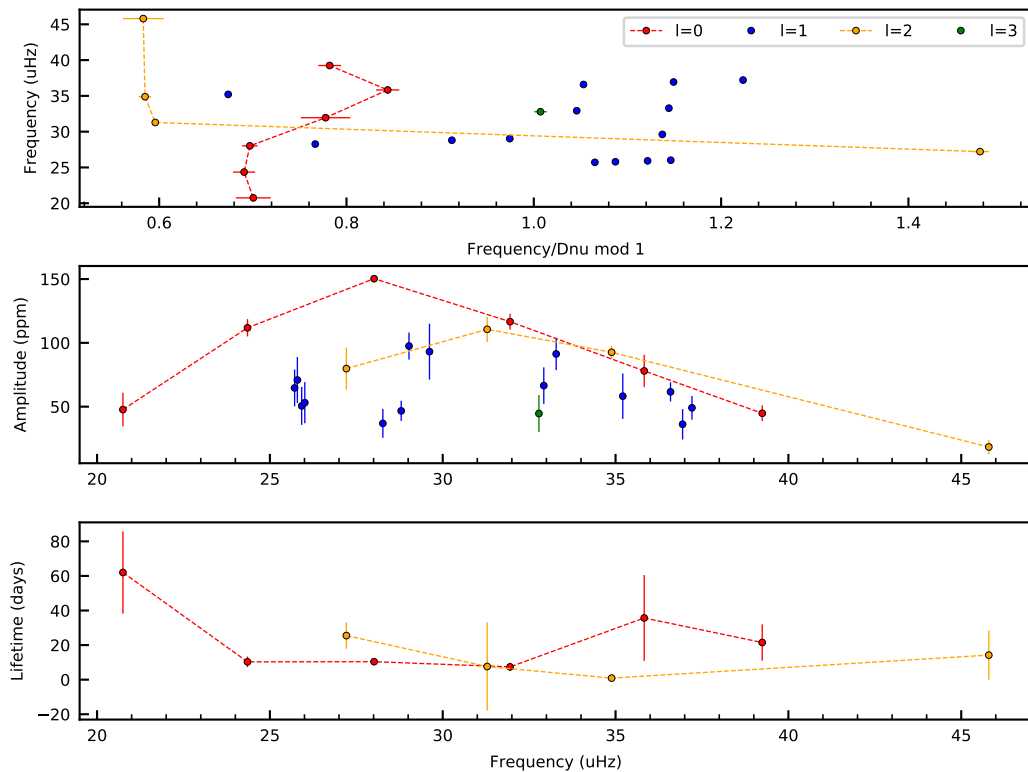 45
40
35
30
25
20
Frequency (uHz)
l=0 l=1 l=2 l=3
0.6 0.8 1.0 1.2 1.4
Frequency/Dnu mod 1
150
100
50
Amplitude (ppm)
20 25 30 35 40 45
80
60
40
20
0
−20
Lifetime (days)
20 25 30 35 40 45
Frequency (uHz)